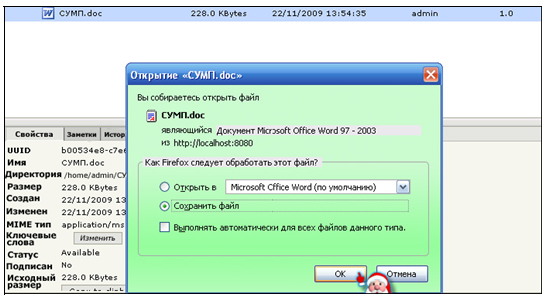 СУМП.doc 228.0 KBytes 22/11/2009 13:54:35 admin 1.0
Открытие «СУМП.doc»
Вы собираетесь открыть файл
СУМП.doc
являющийся Документ Microsoft Office Word 97 - 2003
из http://localhost:8080
Как Firefox следует обработать этот файл?
Открыть в Microsoft Office Word (по умолчанию)
Сохранить файл
Выполнять автоматически для всех файлов данного типа.
OK Отмена
Свойства Заметки Истор
UUID b00534e8-c7e6
Имя СУМП.doc
Директория /home/admin/СУ
Размер 228.0 KBytes
Создан 22/11/2009 13
Изменен 22/11/2009 13
MIME тип application/ms
Ключевые слова Изменить
Статус Available
Подписан No
Исходный размер 228.0 KBytes